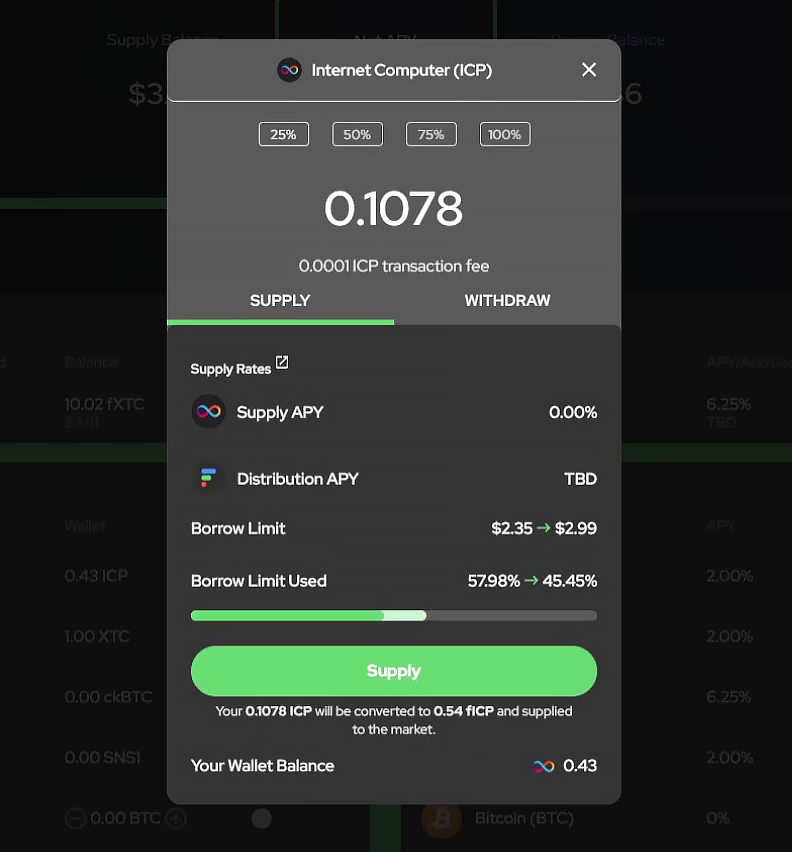 Supply Balance
Net APY
Balance
Internet Computer (ICP)
$3.
6
25% 50% 75% 100%
0.1078
0.0001 ICP transaction fee
SUPPLY WITHDRAW
Balance
APY/Accrued
Supply Rates
10.02 fXTC
$3.91
6.25%
TBD
Supply APY 0.00%
Distribution APY TBD
Wallet
APY
Borrow Limit $2.35 → $2.99
0.43 ICP
2.00%
Borrow Limit Used 57.98% → 45.45%
1.00 XTC
2.00%
Supply
0.00 ckBTC
6.25%
Your 0.1078 ICP will be converted to 0.54 fICP and supplied
to the market.
0.00 SNS1
2.00%
Your Wallet Balance 0.43
0.00 BTC
Bitcoin (BTC)
0%